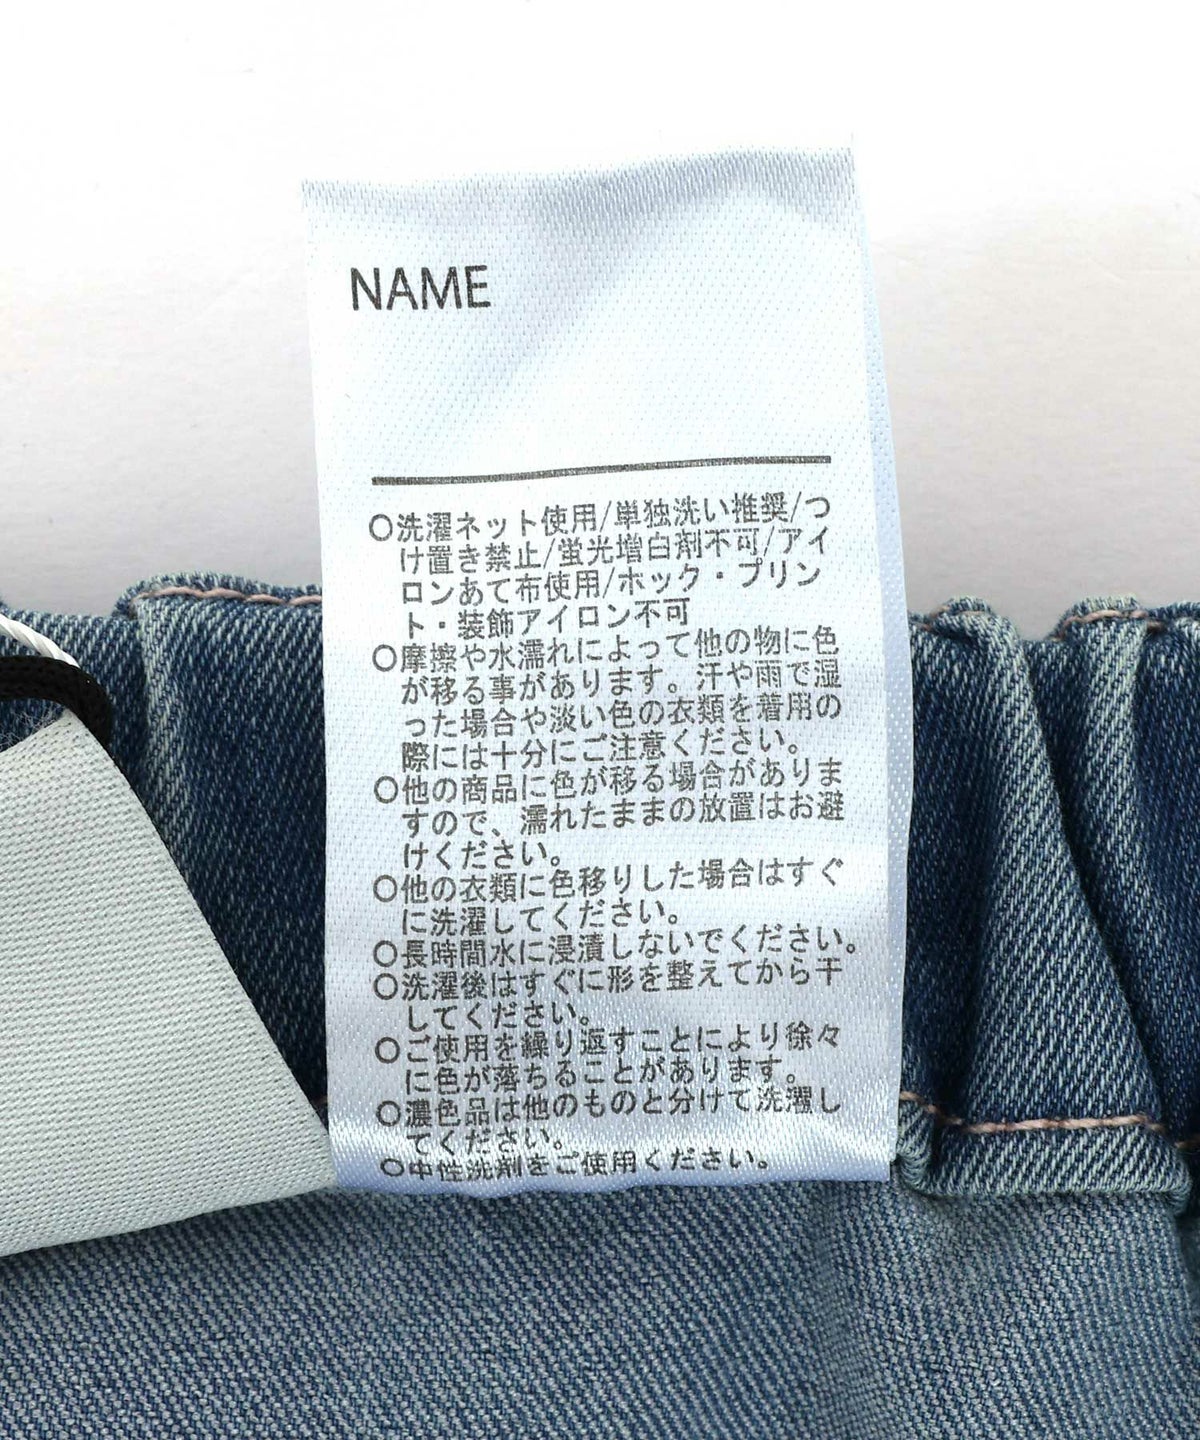 NAME
○洗濯ネット使用/単独洗い推奨/つ
け置き禁止/蛍光増白剤不可/アイ
ロンあて布使用/ホック・プリン
ト・装飾アイロン不可
○摩擦や水濡れによって他の物に色
が移る事があります。汗や雨で湿
った場合や淡い色の衣類を着用の
際には十分にご注意ください。
○他の商品に色が移る場合がありま
すので、濡れたままの放置はお避
けください。
○他の衣類に色移りした場合はすぐ
に洗濯してください。
○長時間水に浸漬しないでください。
○洗濯後はすぐに形を整えてから干
してください。
○ご使用を繰り返すことにより徐々
に色が落ちることがあります。
○濃色品は他のものと分けて洗濯し
てください。
○中性洗剤をご使用ください。